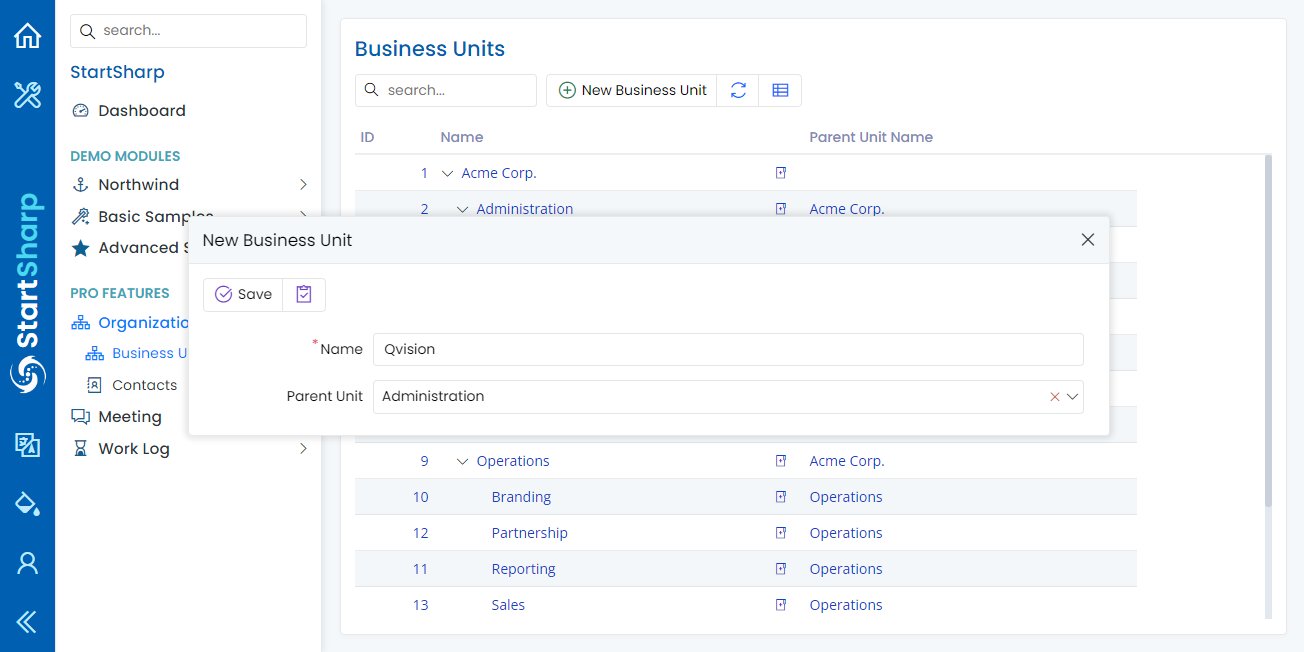 search...
StartSharp
Dashboard
DEMO MODULES
Northwind
Basic Samples
Advanced S
PRO FEATURES
Organizatio
Business U
Contacts
Meeting
Work Log
StartSharp
Business Units
search...
New Business Unit
ID Name Parent Unit Name
1 Acme Corp.
2 Administration Acme Corp.
New Business Unit
Save
* Name Qvision
Parent Unit Administration
9 Operations Acme Corp.
10 Branding Operations
12 Partnership Operations
11 Reporting Operations
13 Sales Operations